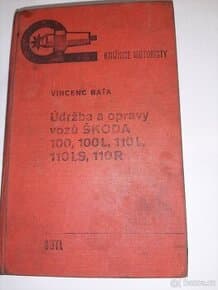 KNIŽNICE MOTORISTY
VINCENC BAŤA
Údržba a opravy
vozů ŠKODA
100, 100 L, 110 L,
110 LS, 110 R
SNTL